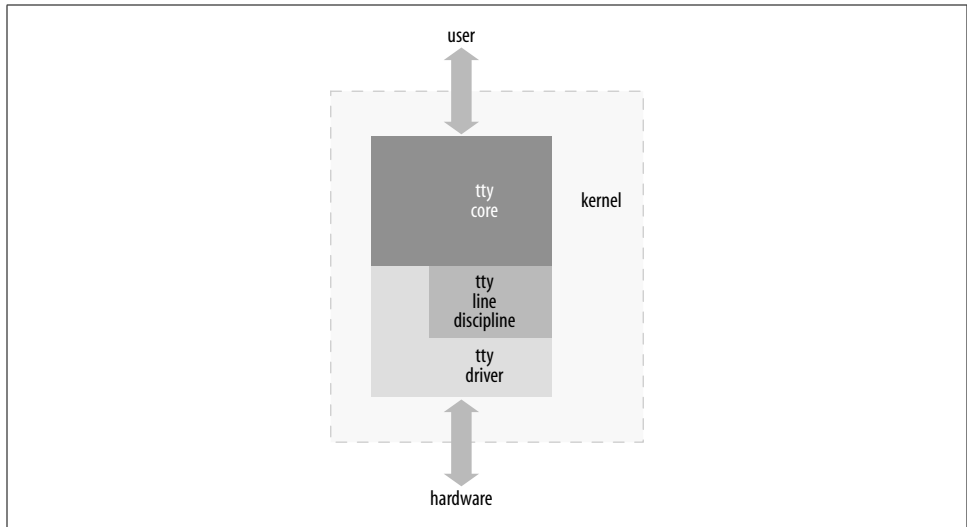 user
tty
core
kernel
tty
line
discipline
tty
driver
hardware